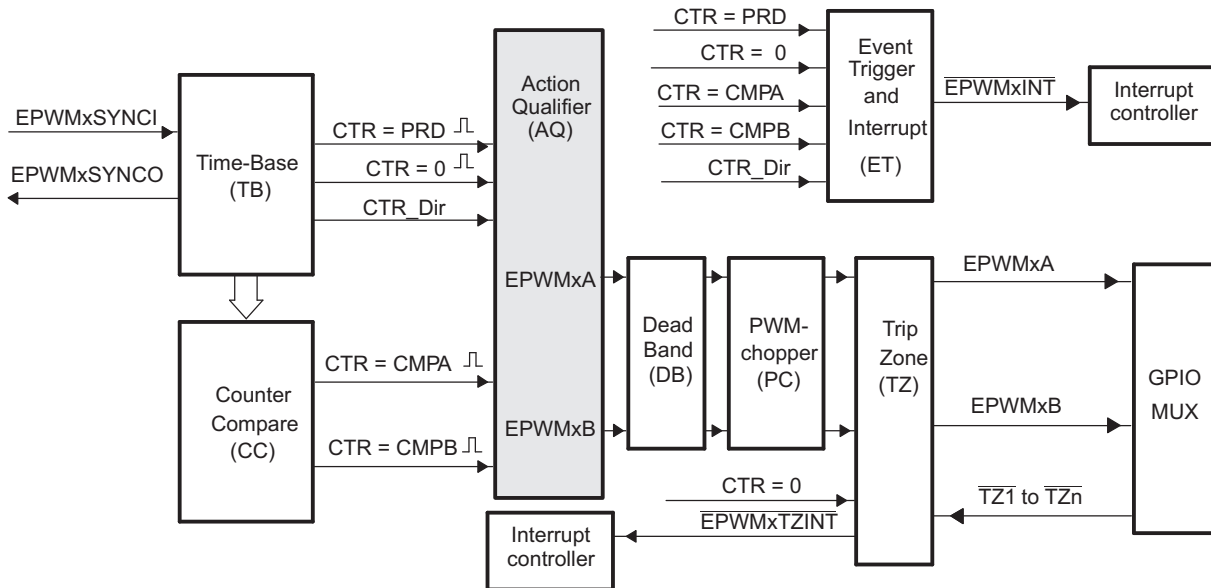 EPWMxSYNCI
EPWMxSYNCO
Time-Base
(TB)
CTR = PRD
CTR = 0
CTR_Dir
Counter
Compare
(CC)
CTR = CMPA
CTR = CMPB
Action
Qualifier
(AQ)
EPWMxA
EPWMxB
CTR = PRD
CTR = 0
CTR = CMPA
CTR = CMPB
CTR_Dir
Event
Trigger
and
Interrupt
(ET)
EPWMxINT
Interrupt
controller
Dead
Band
(DB)
PWM-
chopper
(PC)
Trip
Zone
(TZ)
EPWMxA
EPWMxB
TZ1 to TZn
GPIO
MUX
CTR = 0
EPWMxTZINT
Interrupt
controller